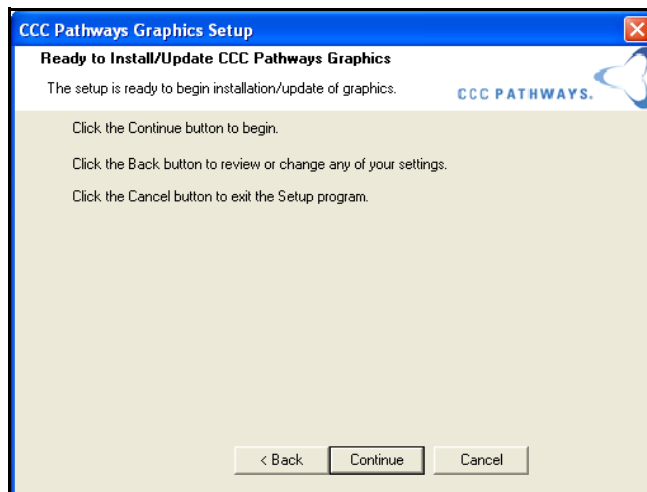 CCC Pathways Graphics Setup
Ready to Install/Update CCC Pathways Graphics
The setup is ready to begin installation/update of graphics.
CCC PATHWAYS.
Click the Continue button to begin.
Click the Back button to review or change any of your settings.
Click the Cancel button to exit the Setup program.
< Back
Continue
Cancel